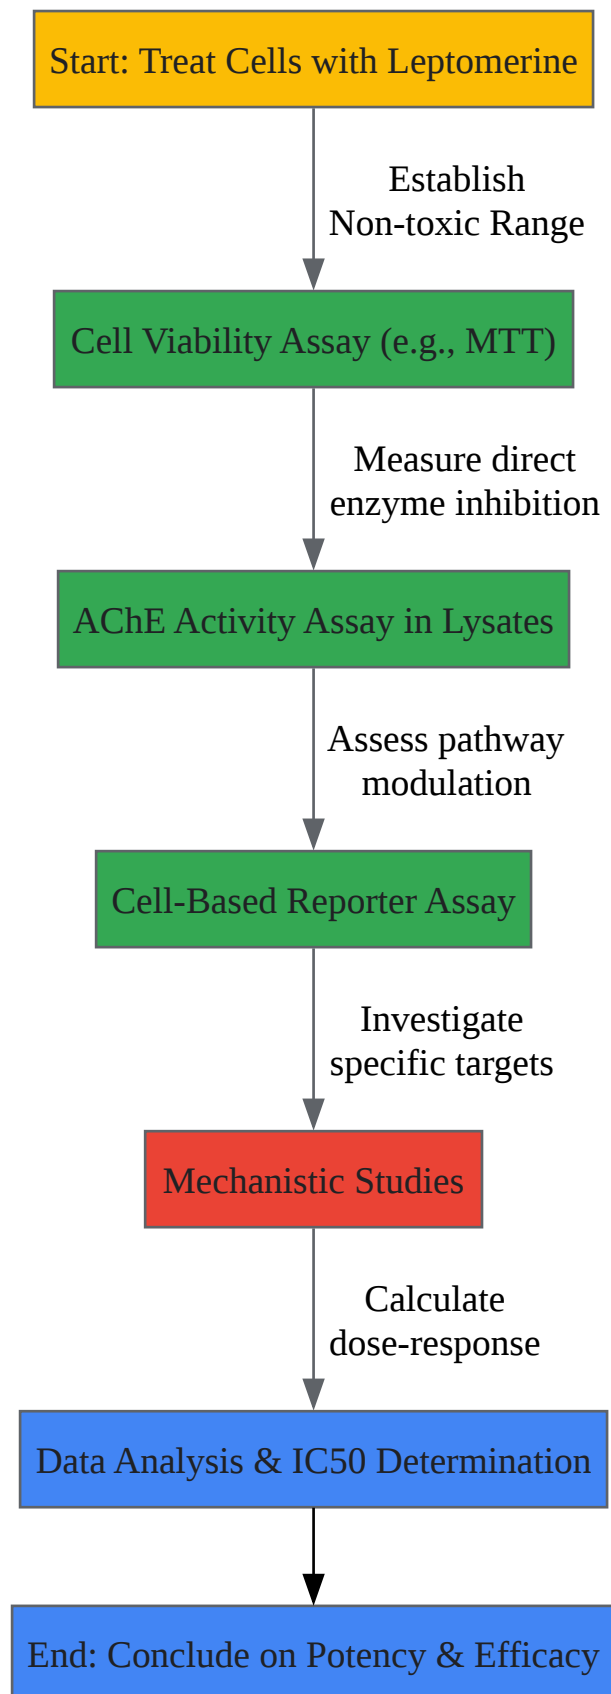 Start: Treat Cells with Leptomerine
Establish
Non-toxic Range
Cell Viability Assay (e.g., MTT)
Measure direct
enzyme inhibition
AChE Activity Assay in Lysates
Assess pathway
modulation
Cell-Based Reporter Assay
Investigate
specific targets
Mechanistic Studies
Calculate
dose-response
Data Analysis & IC50 Determination
End: Conclude on Potency & Efficacy